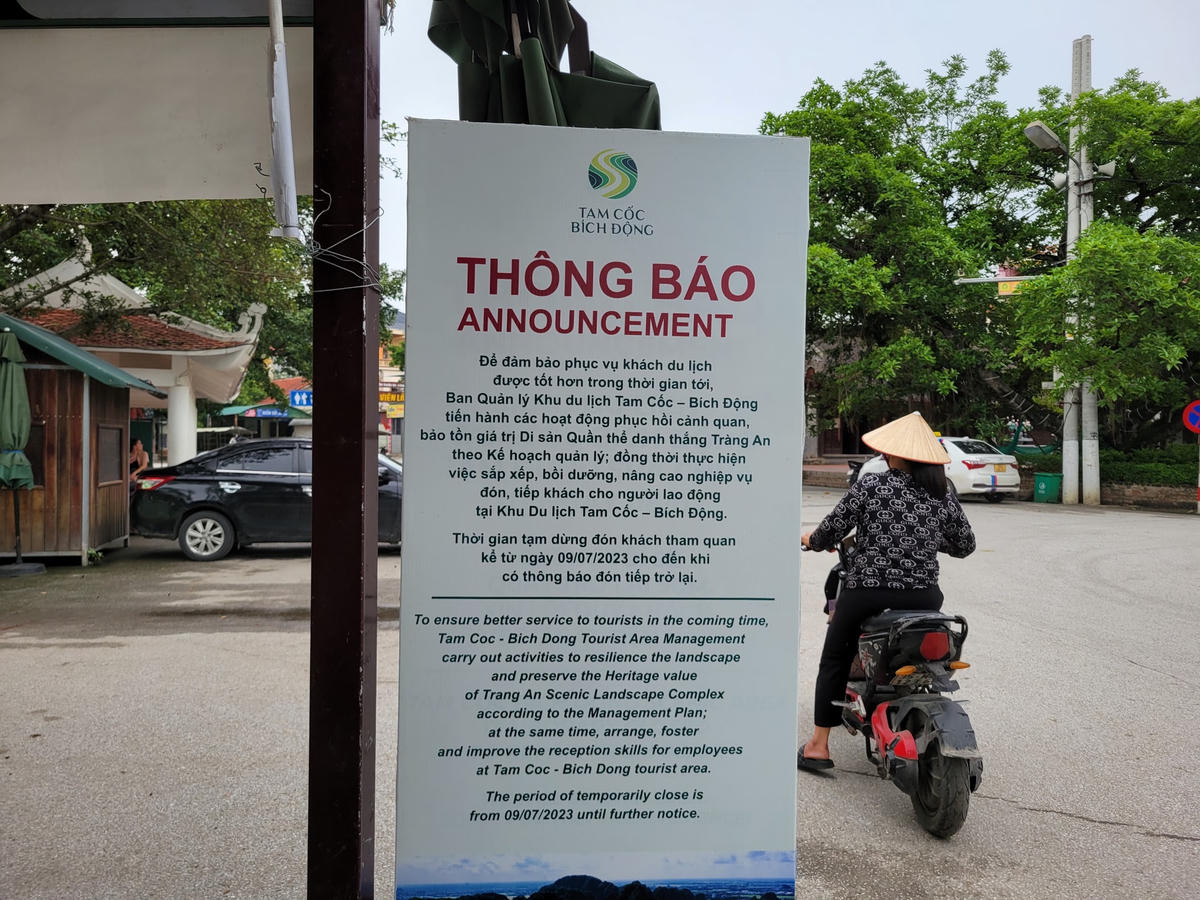 TAM CỐC
BÍCH ĐỘNG
THÔNG BÁO
ANNOUNCEMENT
Để đảm bảo phục vụ khách du lịch
được tốt hơn trong thời gian tới,
Ban Quản lý Khu du lịch Tam Cốc – Bích Động
tiến hành các hoạt động phục hồi cảnh quan,
bảo tồn giá trị Di sản Quần thể danh thắng Tràng An
theo Kế hoạch quản lý; đồng thời thực hiện
việc sắp xếp, bồi dưỡng, nâng cao nghiệp vụ
đón, tiếp khách cho người lao động
tại Khu Du lịch Tam Cốc – Bích Động.
Thời gian tạm dừng đón khách tham quan
kể từ ngày 09/07/2023 cho đến khi
có thông báo đón tiếp trở lại.
To ensure better service to tourists in the coming time,
Tam Coc - Bich Dong Tourist Area Management
carry out activities to resilience the landscape
and preserve the Heritage value
of Trang An Scenic Landscape Complex
according to the Management Plan;
at the same time, arrange, foster
and improve the reception skills for employees
at Tam Coc - Bich Dong tourist area.
The period of temporarily close is
from 09/07/2023 until further notice.